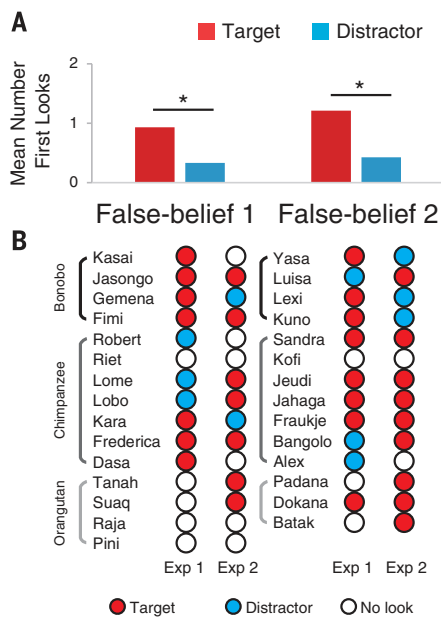 A
Target Distractor
Mean Number
First Looks
2
1
0
*
*
False-belief 1 False-belief 2
B
Bonobo
Kasai
Jasongo
Gemena
Fimi
Chimpanzee
Robert
Riet
Lome
Lobo
Kara
Frederica
Dasa
Orangutan
Tanah
Suaq
Raja
Pini
Exp 1 Exp 2
Yasa
Luisa
Lexi
Kuno
Sandra
Kofi
Jeudi
Jahaga
Fraukje
Bangolo
Alex
Padana
Dokana
Batak
Exp 1 Exp 2
Target Distractor No look